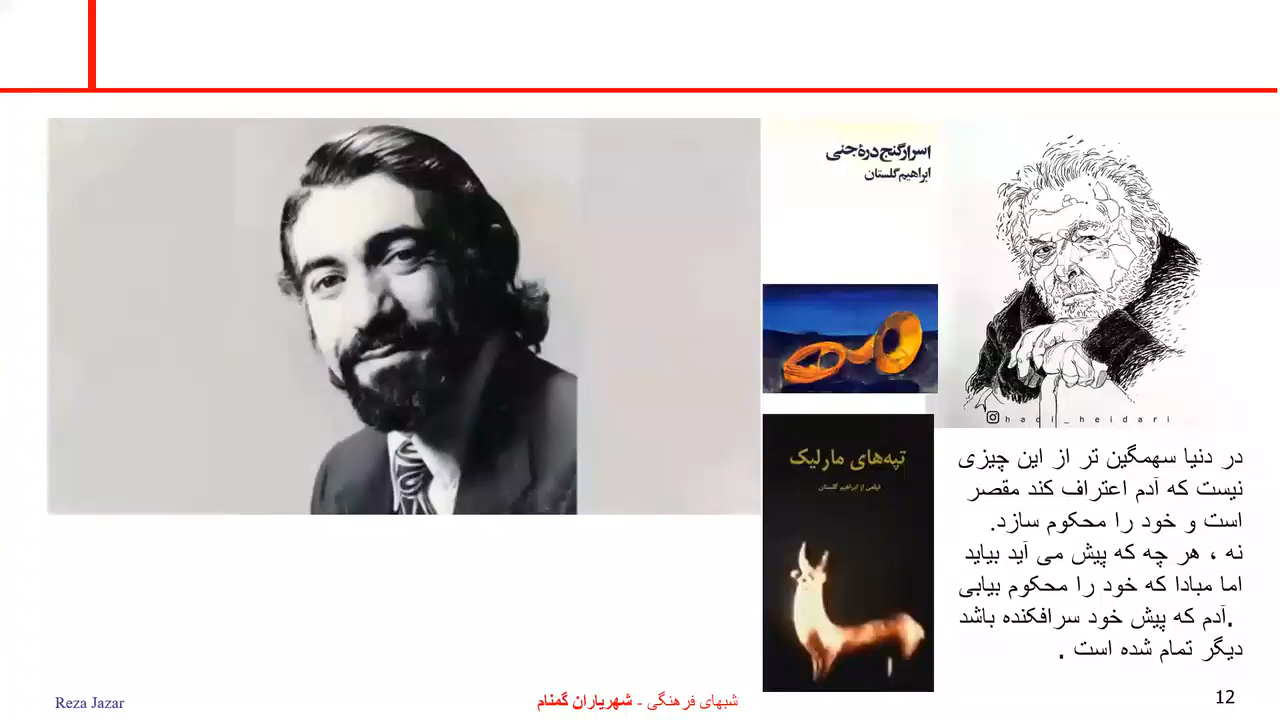 اسرار گنج درهٔ جنی
ابراهیم گلستان
تپه‌های مارلیک
فیلمی از ابراهیم گلستان
hadi_heidari
در دنیا سهمگین تر از این چیزی
نیست که آدم اعتراف کند مقصر
است و خود را محکوم سازد.
نه ، هر چه که پیش می آید بیاید
اما مبادا که خود را محکوم بیابی
.آدم که پیش خود سرافکنده باشد
دیگر تمام شده است .
Reza Jazar
شبهای فرهنگی - شهریاران گمنام
12